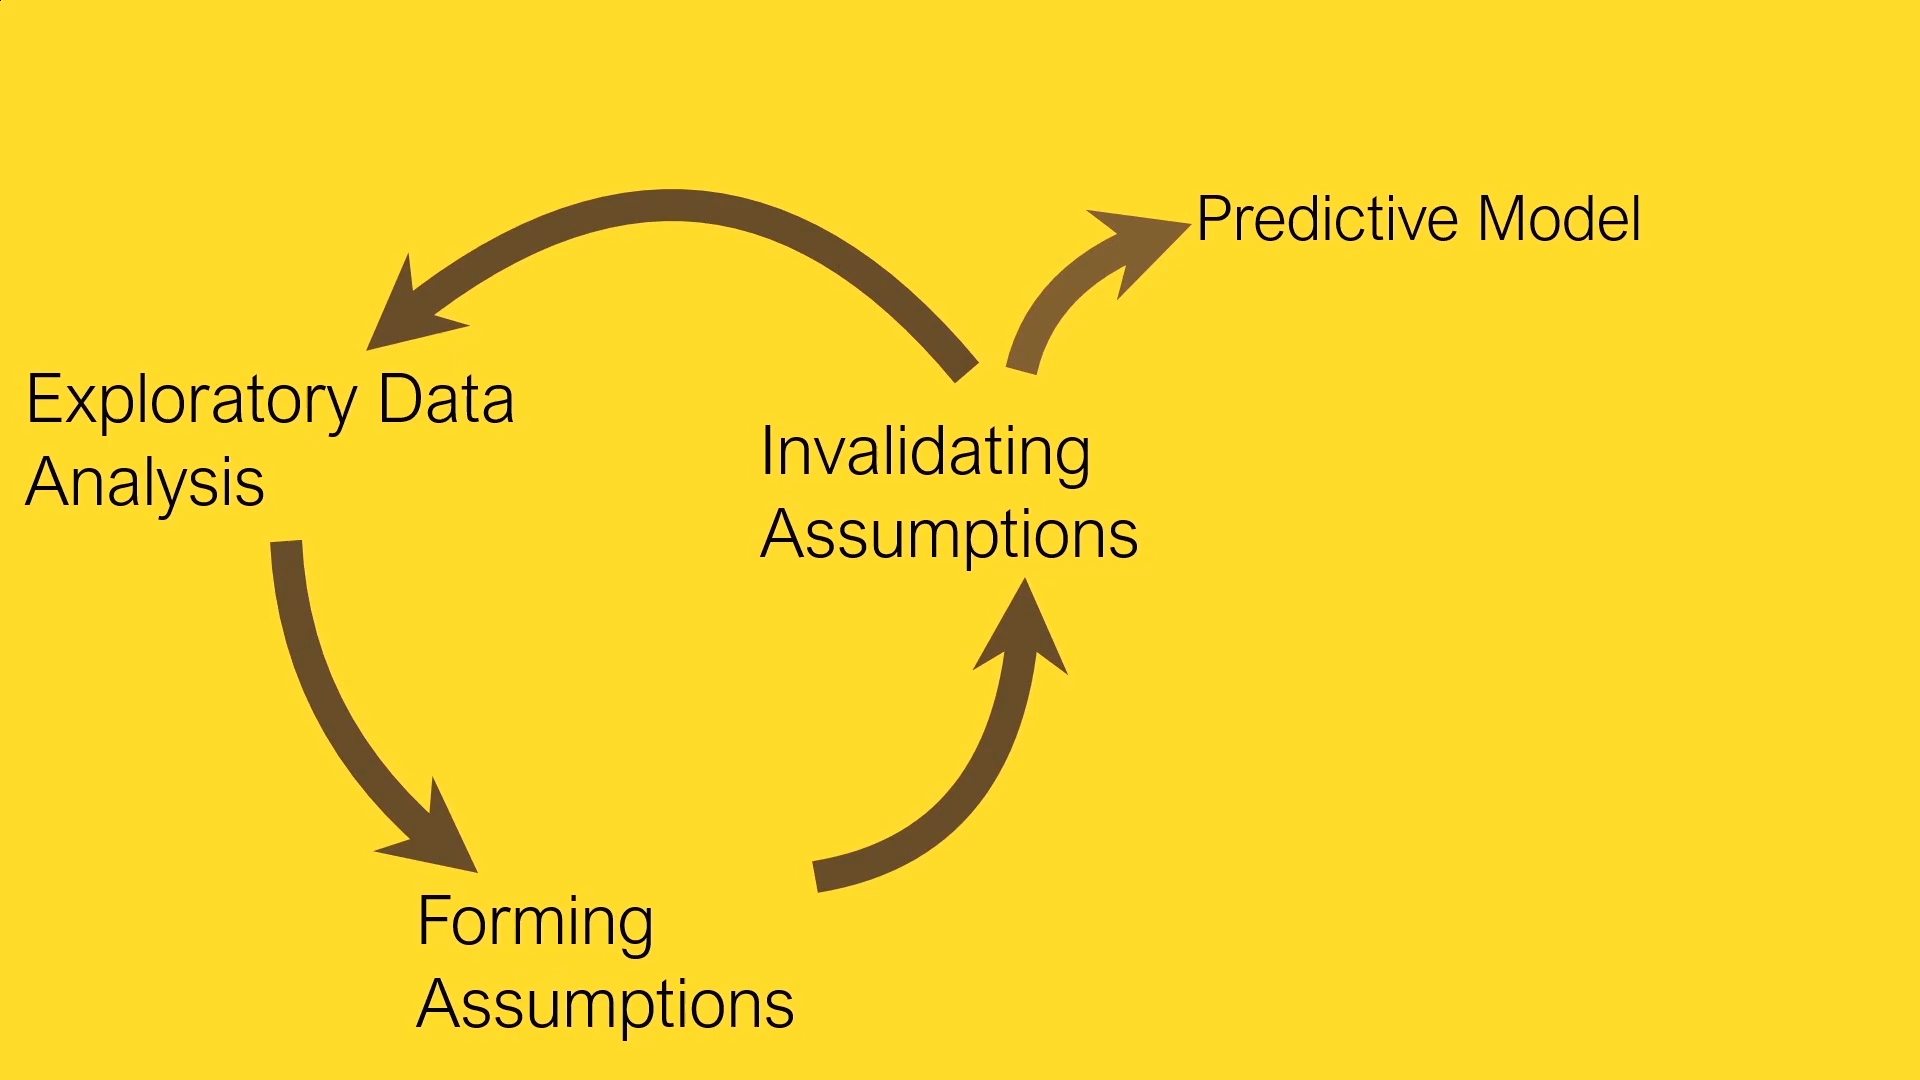 Predictive Model
Exploratory Data
Analysis
Invalidating
Assumptions
Forming
Assumptions